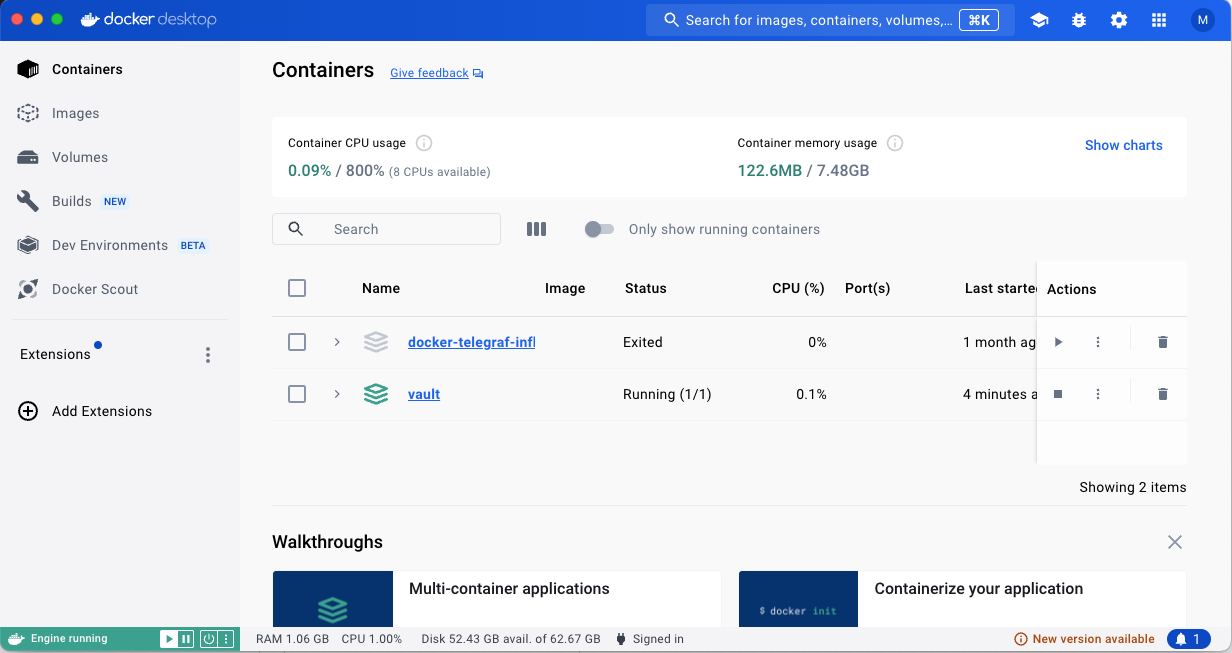 docker desktop
Search for images, containers, volumes,... ⌘K
M
Containers
Images
Volumes
Builds NEW
Dev Environments BETA
Docker Scout
Extensions
Add Extensions
Containers Give feedback
Container CPU usage
0.09% / 800% (8 CPUs available)
Container memory usage
122.6MB / 7.48GB
Show charts
Search
Only show running containers
Name Image Status CPU (%) Port(s) Last starte Actions
docker-telegraf-infl Exited 0% 1 month ag
vault Running (1/1) 0.1% 4 minutes a
Showing 2 items
Walkthroughs
Multi-container applications
$ docker init
Containerize your application
Engine running
RAM 1.06 GB CPU 1.00% Disk 52.43 GB avail. of 62.67 GB Signed in
New version available 1